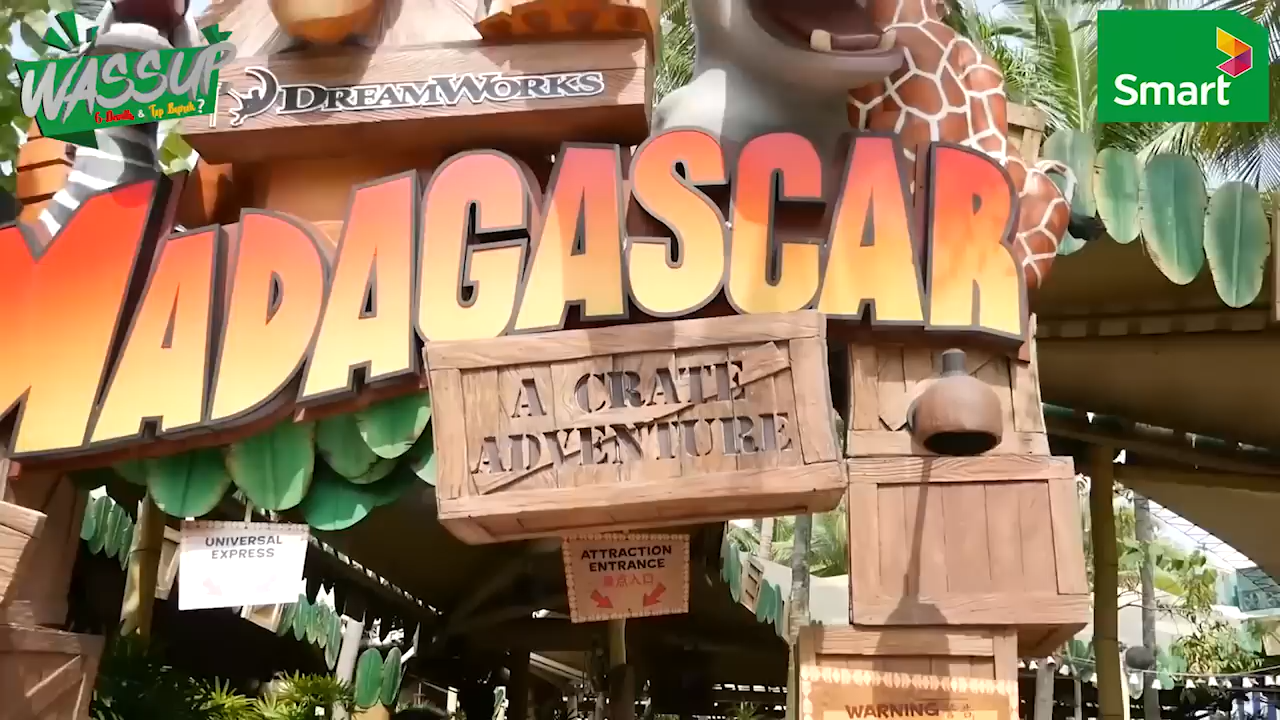 WASSUP
Smart
DREAMWORKS
MADAGASCAR
A CRATE
ADVENTURE
UNIVERSAL
EXPRESS
ATTRACTION
ENTRANCE
景点入口
WARNING